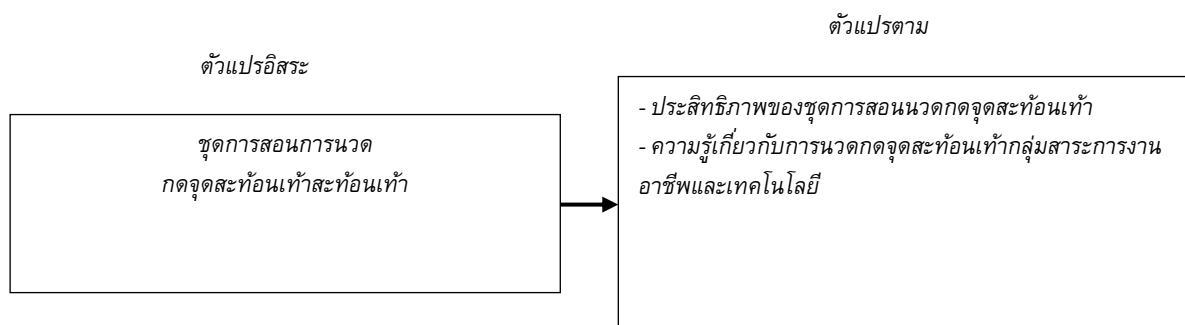 ตัวแปรตาม
ตัวแปรอิสระ
- ประสิทธิภาพของชุดการสอนนวดกดจุดสะท้อนเท้า
- ความรู้เกี่ยวกับการนวดกดจุดสะท้อนเท้ากลุ่มสาระการงาน
อาชีพและเทคโนโลยี
ชุดการสอนการนวด
กดจุดสะท้อนเท้าสะท้อนเท้า